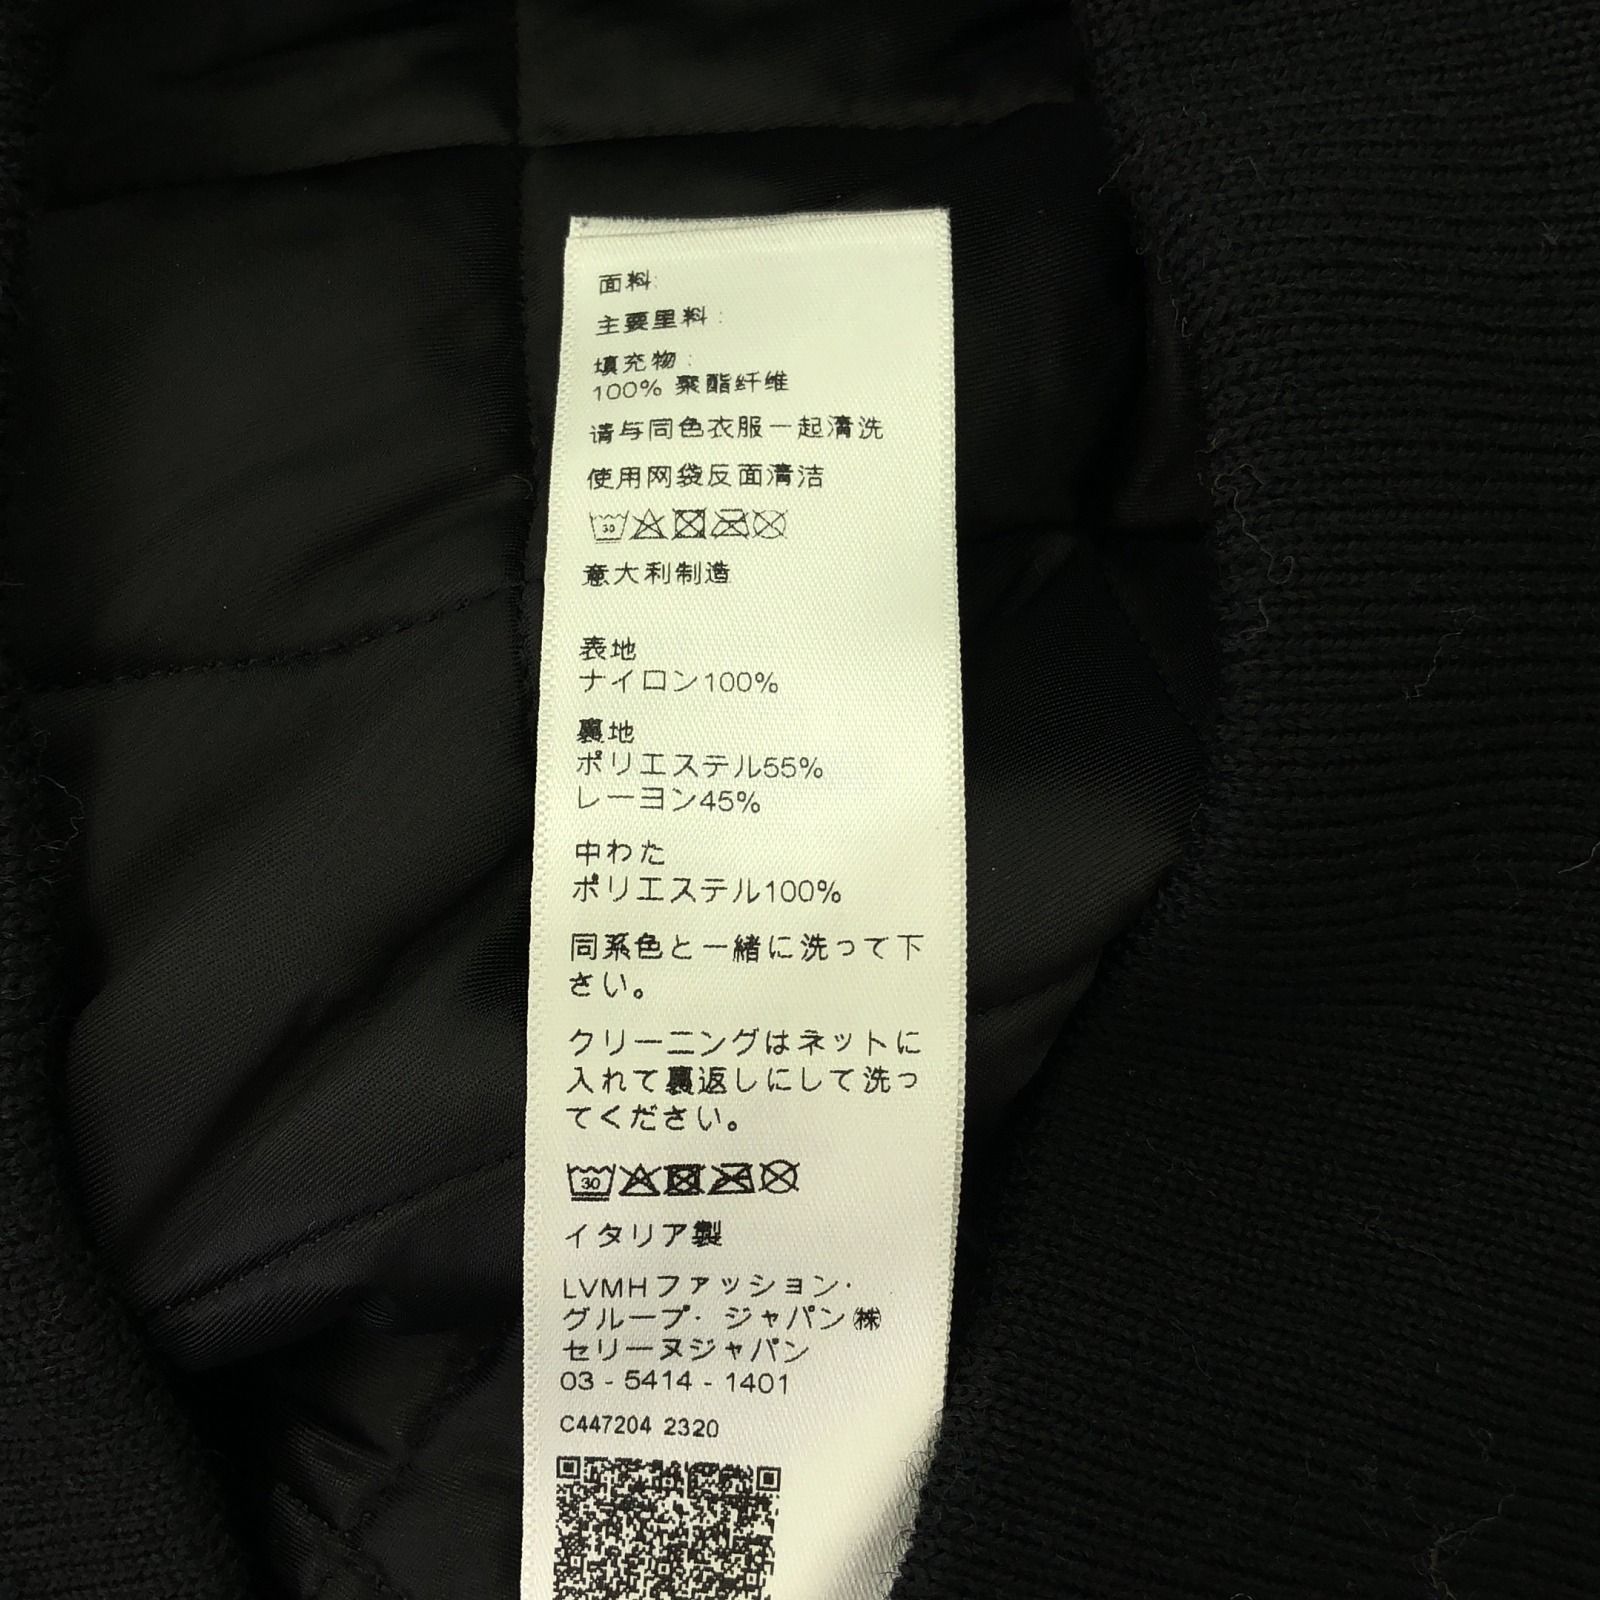 面料:
主要里料:
填充物:
100% 聚酯纤维
请与同色衣服一起清洗
使用网袋反面清洁
30
意大利制造
表地
ナイロン100%
裏地
ポリエステル55%
レーヨン45%
中わた
ポリエステル100%
同系色と一緒に洗って下
さい。
クリーニングはネットに
入れて裏返しにして洗っ
てください。
30
イタリア製
LVMHファッション・
グループ・ジャパン㈱
セリーヌジャパン
03 - 5414 - 1401
C447204 2320